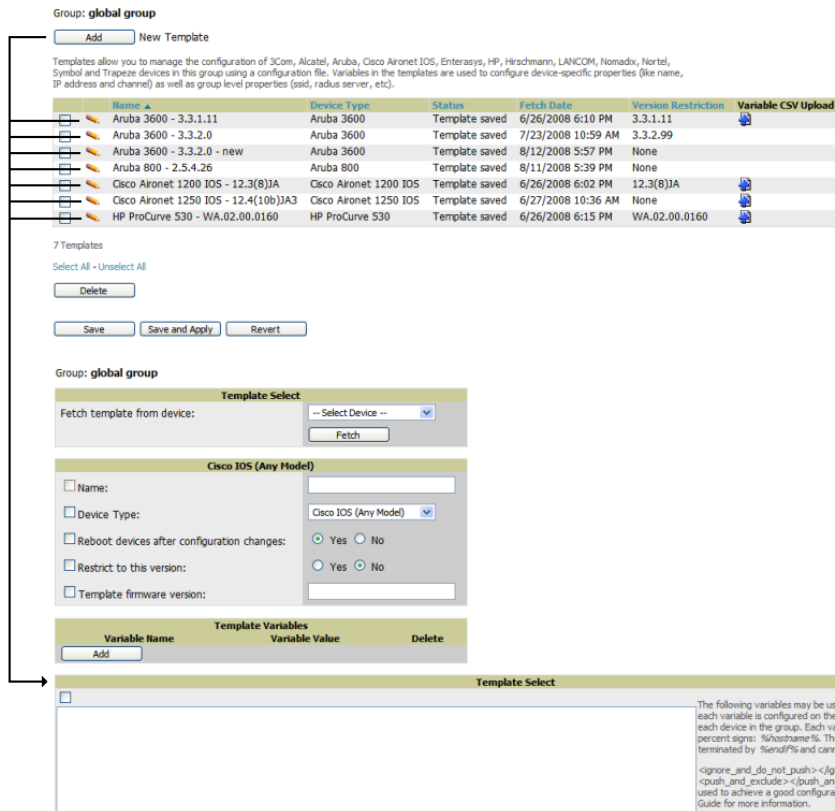 Group: global group
Add New Template
Templates allow you to manage the configuration of 3Com, Alcatel, Aruba, Cisco Aironet IOS, Enterasys, HP, Hirschmann, LANCOM, Nomadix, Nortel,
Symbol and Trapeze devices in this group using a configuration file. Variables in the templates are used to configure device-specific properties (like name,
IP address and channel) as well as group level properties (ssid, radius server, etc).
Name Device Type Status Fetch Date Version Restriction Variable CSV Upload
Aruba 3600 - 3.3.1.11 Aruba 3600 Template saved 6/26/2008 6:10 PM 3.3.1.11
Aruba 3600 - 3.3.2.0 Aruba 3600 Template saved 7/23/2008 10:59 AM 3.3.2.99
Aruba 3600 - 3.3.2.0 - new Aruba 3600 Template saved 8/12/2008 5:57 PM None
Aruba 800 - 2.5.4.26 Aruba 800 Template saved 8/11/2008 5:39 PM None
Cisco Aironet 1200 IOS - 12.3(8)JA Cisco Aironet 1200 IOS Template saved 6/26/2008 6:02 PM 12.3(8)JA
Cisco Aironet 1250 IOS - 12.4(10b)JA3 Cisco Aironet 1250 IOS Template saved 6/27/2008 10:36 AM None
HP ProCurve 530 - WA.02.00.0160 HP ProCurve 530 Template saved 6/26/2008 6:15 PM WA.02.00.0160
7 Templates
Select All - Unselect All
Delete
Save Save and Apply Revert
Group: global group
Template Select
Fetch template from device: -- Select Device --
Fetch
Cisco IOS (Any Model)
Name:
Device Type: Cisco IOS (Any Model)
Reboot devices after configuration changes: Yes No
Restrict to this version: Yes No
Template firmware version:
Template Variables
Variable Name Variable Value Delete
Add
Template Select
The following variables may be us
each variable is configured on the
each device in the group. Each va
percent signs: %hostname%. The
terminated by %endif% and cann
<ignore_and_do_not_push></ig
<push_and_exclude></push_an
used to achieve a good configura
Guide for more information.